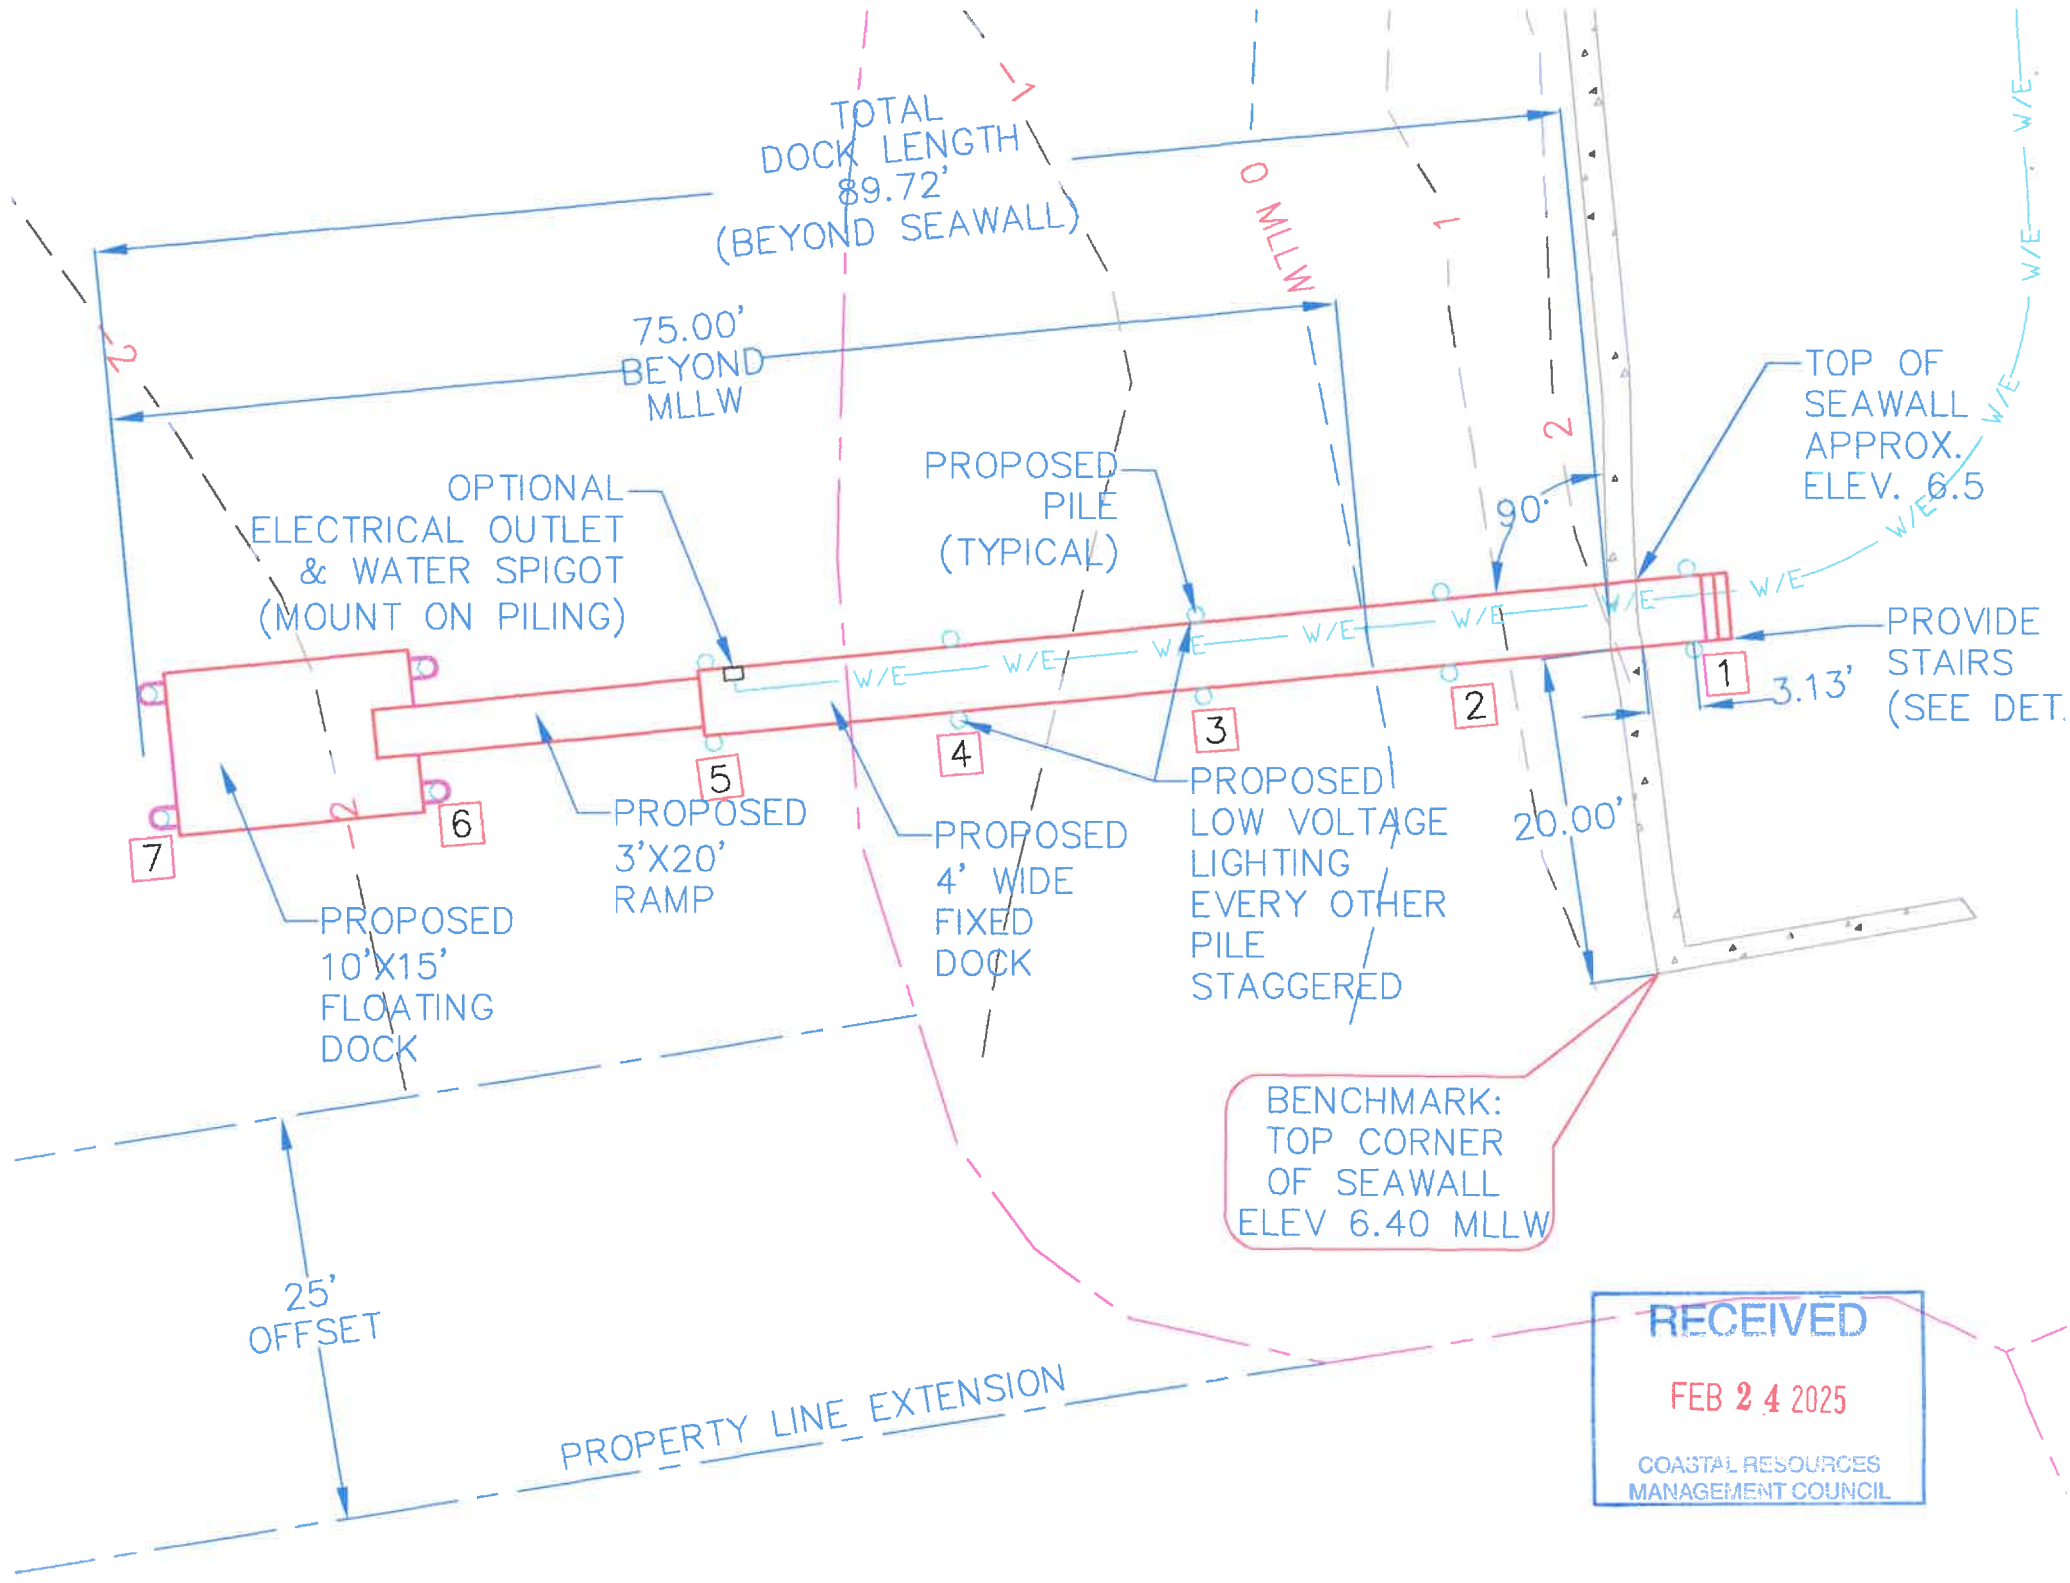 TOTAL
DOCK LENGTH
89.72'
(BEYOND SEAWALL)
1
0 MLLW
1
2
75.00'
BEYOND
MLLW
-2
TOP OF
SEAWALL
APPROX.
ELEV. 6.5
W/E
W/E
W/E
W/E
W/E
OPTIONAL
ELECTRICAL OUTLET
& WATER SPIGOT
(MOUNT ON PILING)
PROPOSED
PILE
(TYPICAL)
90°
W/E
W/E
W/E
W/E
W/E
W/E
W/E
PROVIDE
STAIRS
(SEE DET.
3.13'
1
2
3
4
5
6
7
2
PROPOSED
3'X20'
RAMP
PROPOSED
4' WIDE
FIXED
DOCK
PROPOSED
LOW VOLTAGE
LIGHTING
EVERY OTHER
PILE
STAGGERED
20.00'
PROPOSED
10'X15'
FLOATING
DOCK
BENCHMARK:
TOP CORNER
OF SEAWALL
ELEV 6.40 MLLW
25'
OFFSET
PROPERTY LINE EXTENSION
RECEIVED
FEB 24 2025
COASTAL RESOURCES
MANAGEMENT COUNCIL